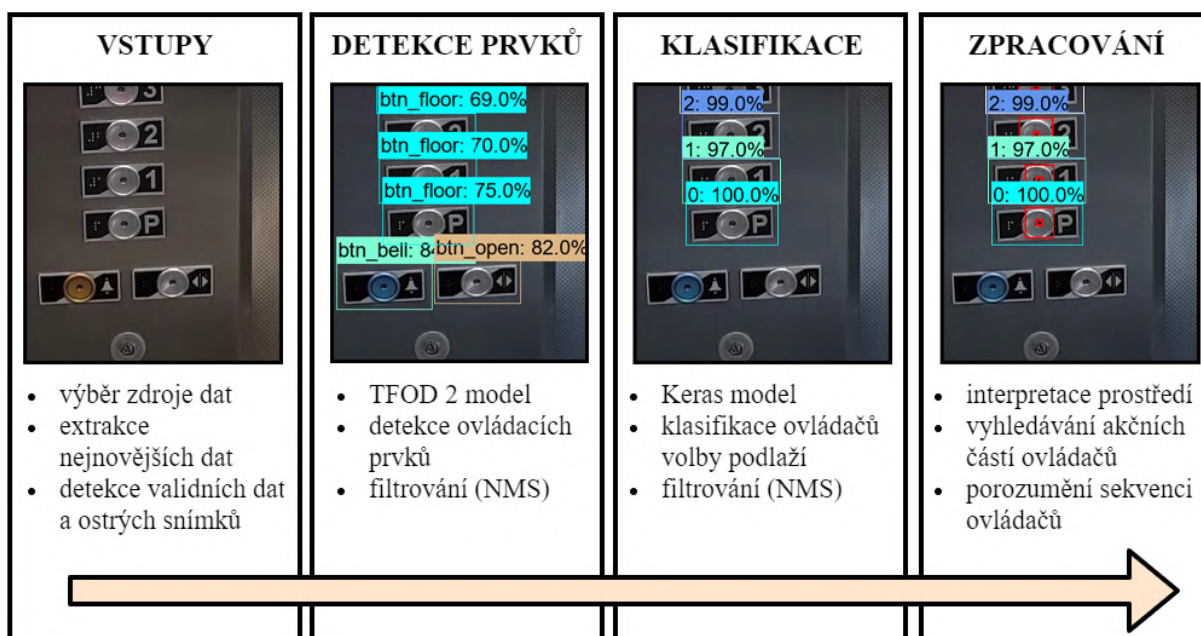 VSTUPY
3
2
1
P
výběr zdroje dat
extrakce
nejnovějších dat
detekce validních dat
a ostrých snímků
DETEKCE PRVKŮ
btn_floor: 69.0%
btn_floor: 70.0%
btn_floor: 75.0%
P
btn_open: 82.0%
TFOD 2 model
detekce ovládacích
prvků
filtrování (NMS)
KLASIFIKACE
2: 99.0%
1: 97.0%
0: 100.0%
P
Keras model
klasifikace ovládačů
volby podlaží
filtrování (NMS)
ZPRACOVÁNÍ
2: 99.0%
1: 97.0%
0: 100.0%
P
interpretace prostředí
vyhledávání akčních
částí ovládačů
porozumění sekvenci
ovládačů